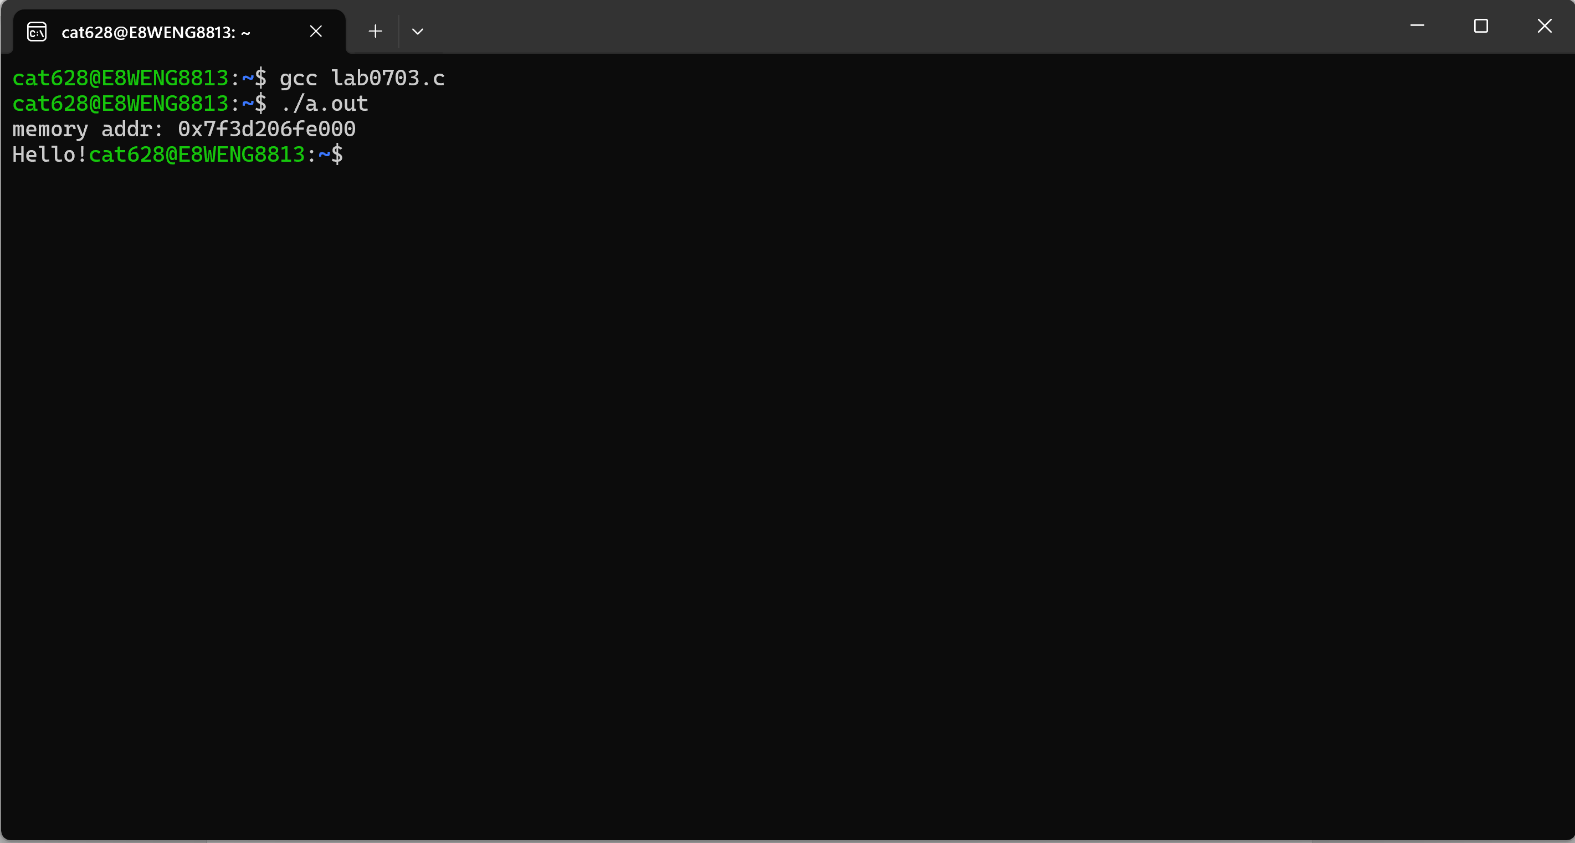 cat628@E8WENG8813: ~
cat628@E8WENG8813:~$ gcc lab0703.c
cat628@E8WENG8813:~$ ./a.out
memory addr: 0x7f3d206fe000
Hello!cat628@E8WENG8813:~$